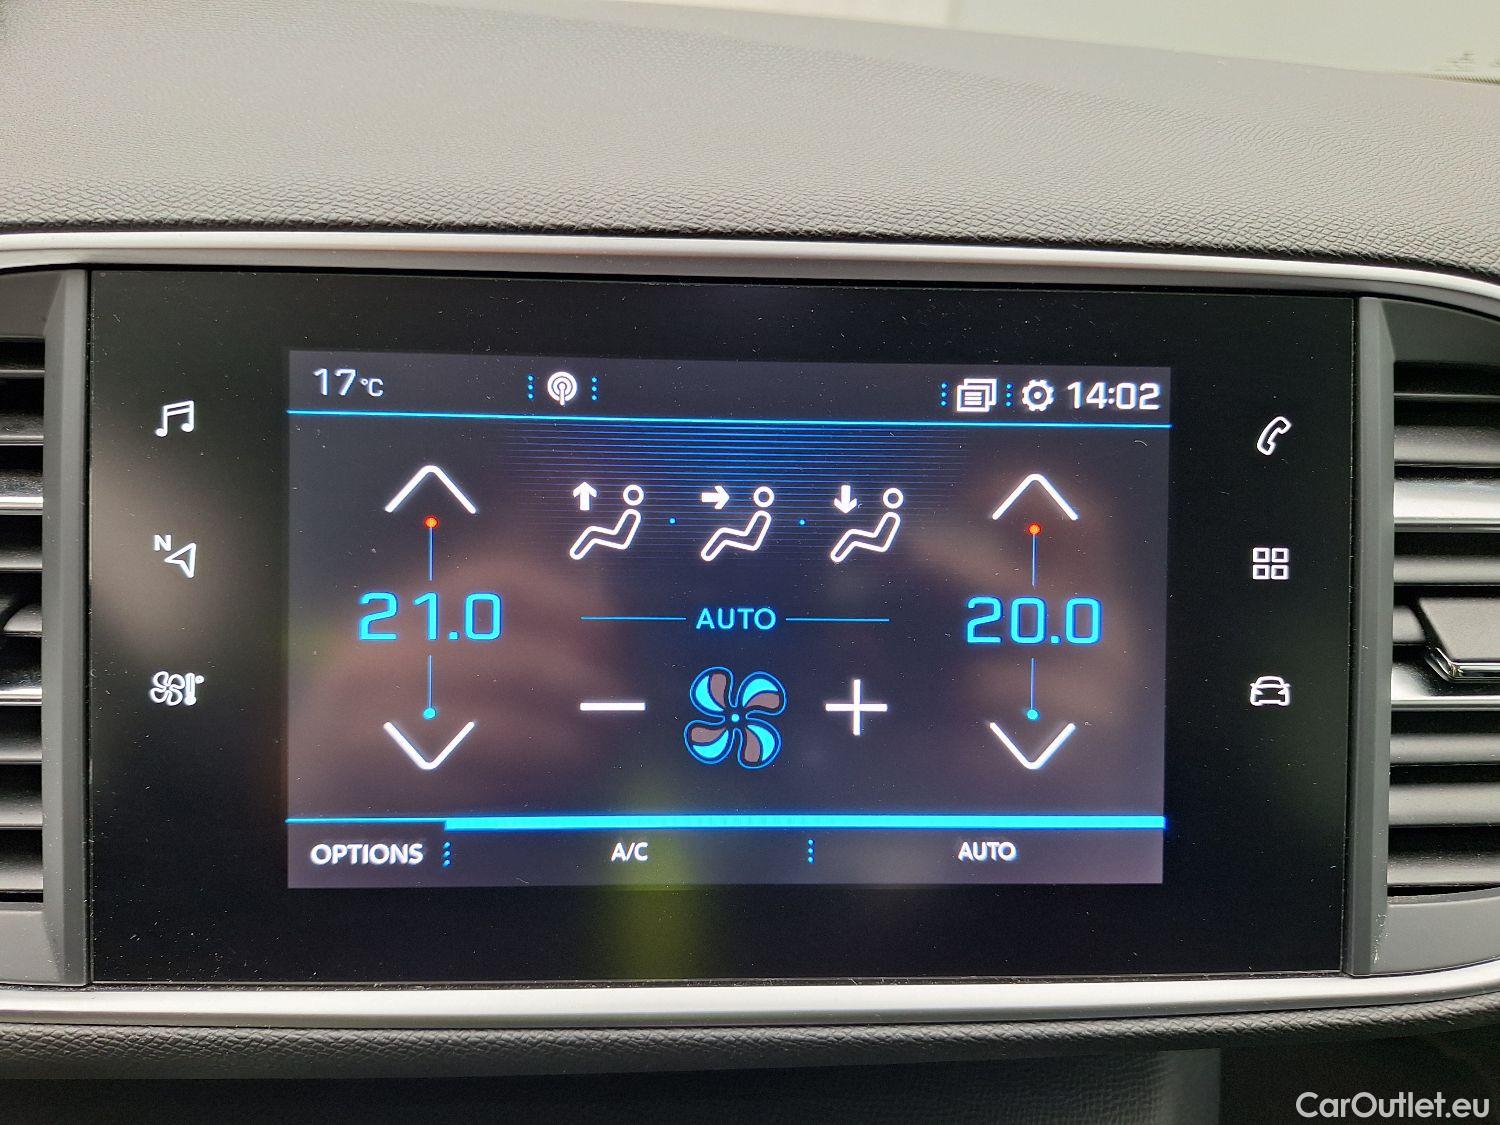 17°C
14:02
N
21.0
AUTO
20.0
OPTIONS
A/C
AUTO
CarOutlet.eu